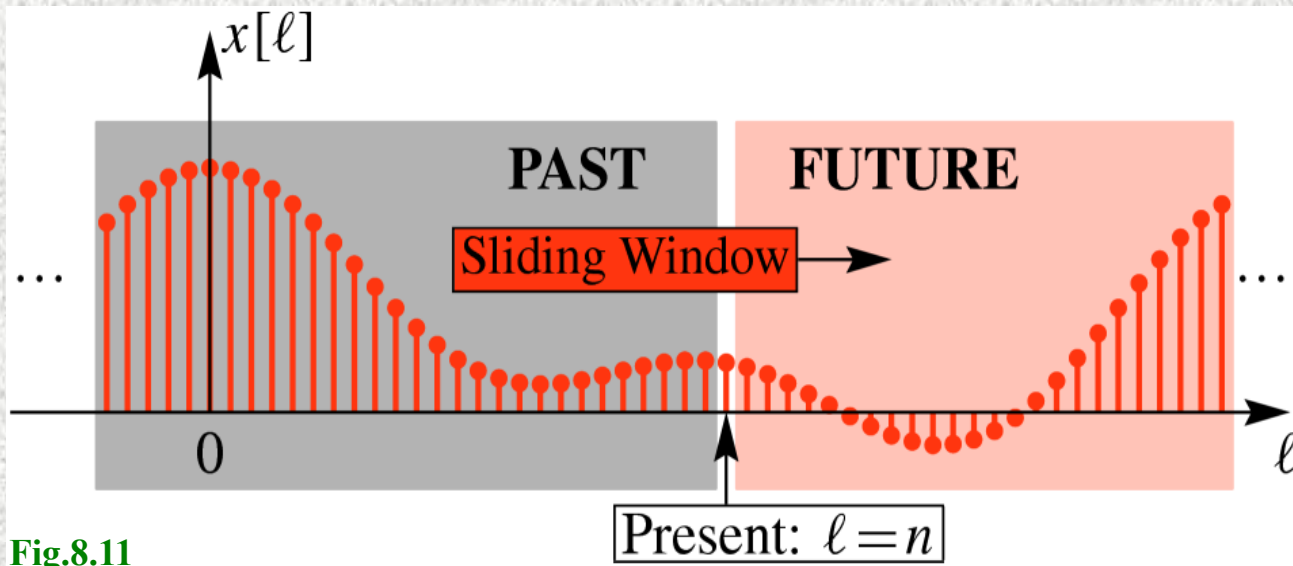 x[ℓ]
PAST FUTURE
Sliding Window
... ...
0 ℓ
Present: ℓ = n
Fig.8.11